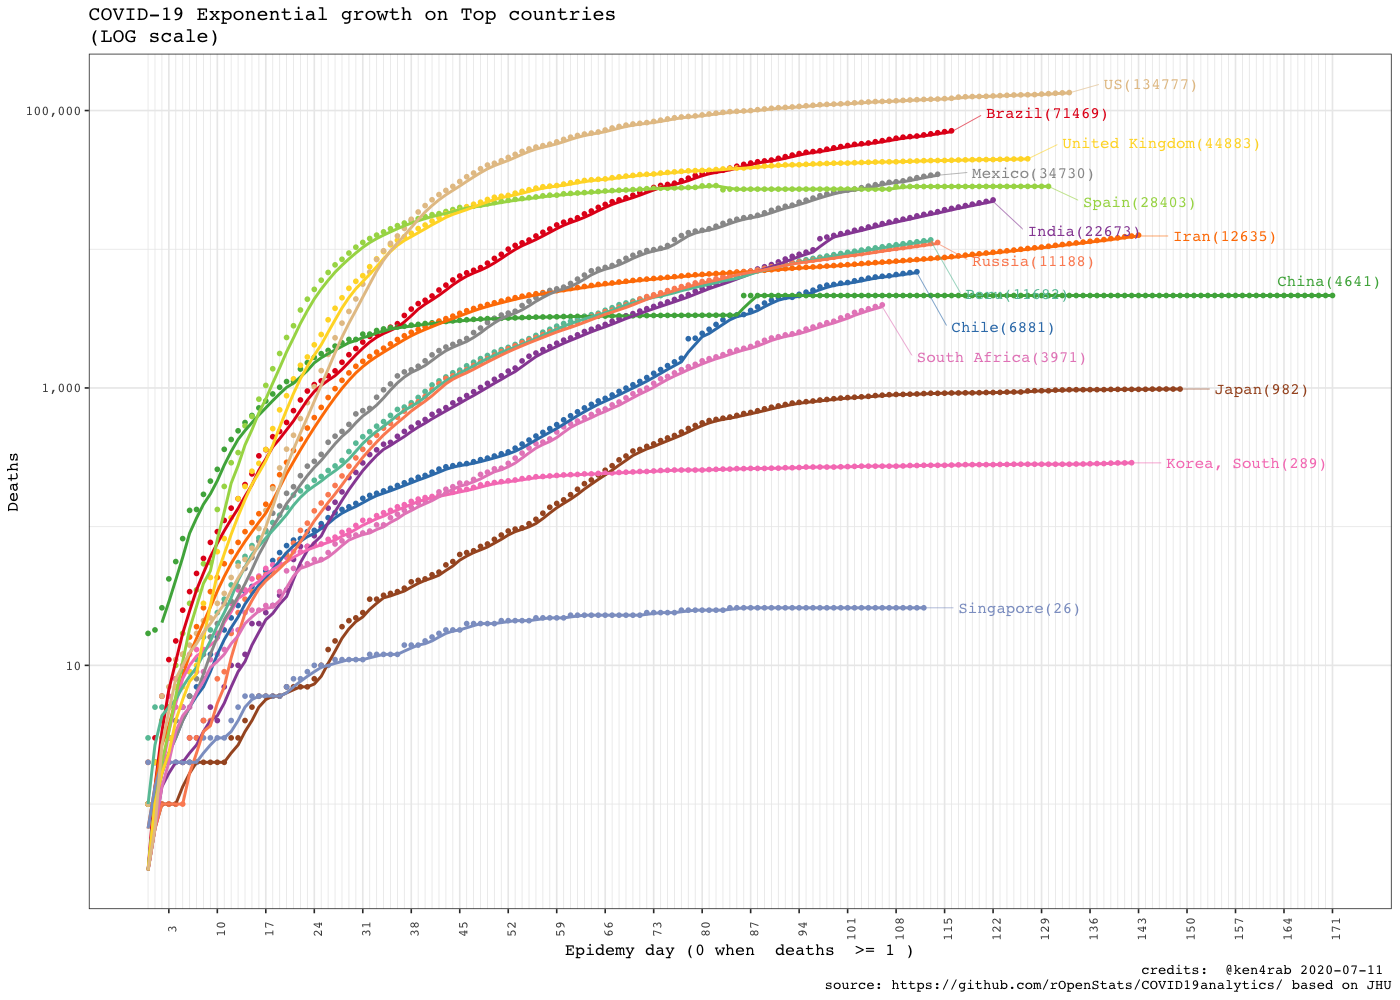 COVID-19 Exponential growth on Top countries
(LOG scale)
US(134777)
100,000
Brazil(71469)
United Kingdom(44883)
Mexico(34730)
Spain(28403)
India(22673)
Iran(12635)
Russia(11188)
China(4641)
Peru(11682)
Chile(6881)
South Africa(3971)
1,000
Japan(982)
Korea, South(289)
Deaths
Singapore(26)
10
3 10 17 24 31 38 45 52 59 66 73 80 87 94 101 108 115 122 129 136 143 150 157 164 171
Epidemy day (0 when deaths >= 1 )
credits: @ken4rab 2020-07-11
source: https://github.com/rOpenStats/COVID19analytics/ based on JHU